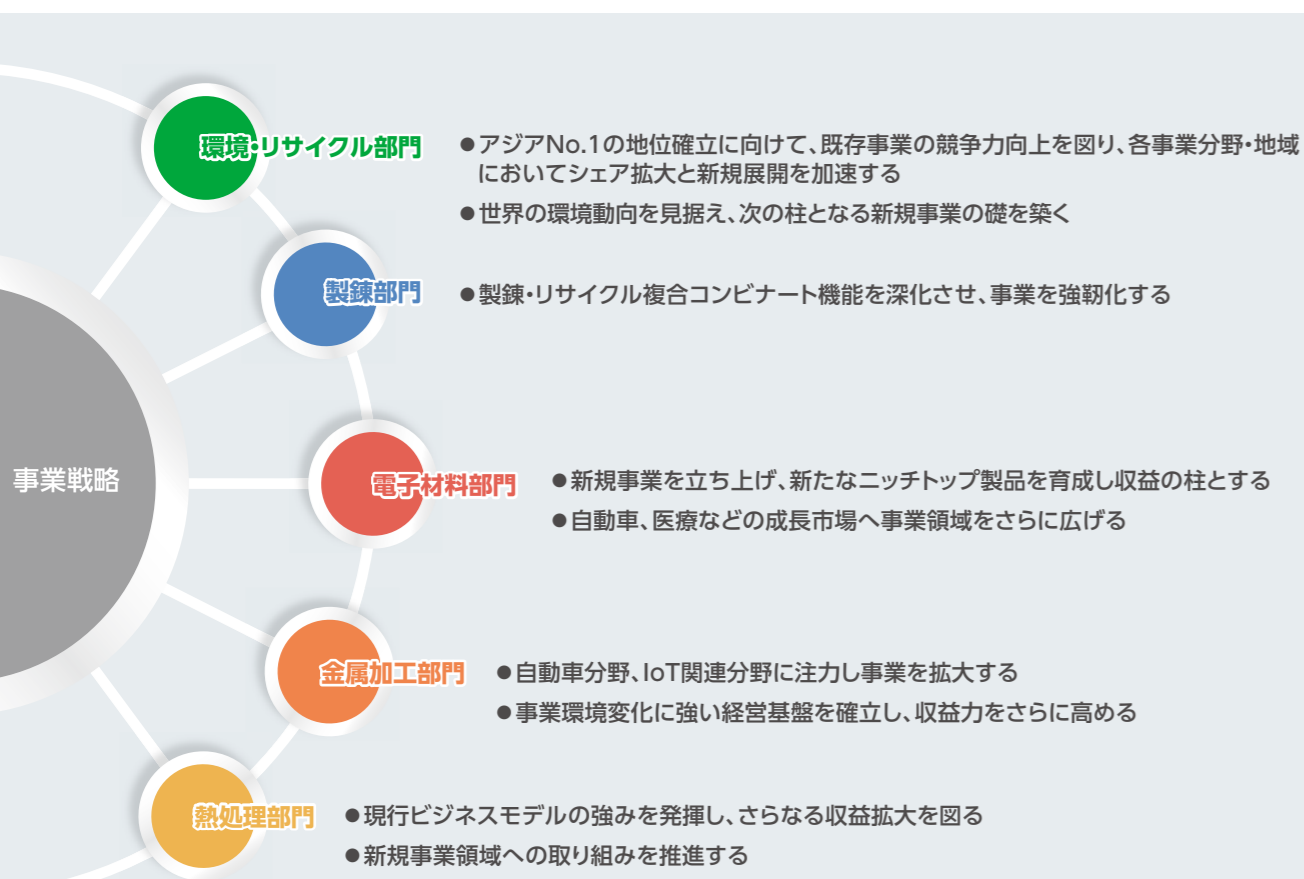 環境・リサイクル部門
●アジアNo.1の地位確立に向けて、既存事業の競争力向上を図り、各事業分野・地域
においてシェア拡大と新規展開を加速する
●世界の環境動向を見据え、次の柱となる新規事業の礎を築く
製錬部門
●製錬・リサイクル複合コンビナート機能を深化させ、事業を強靭化する
事業戦略
電子材料部門
●新規事業を立ち上げ、新たなニッチトップ製品を育成し収益の柱とする
●自動車、医療などの成長市場へ事業領域をさらに広げる
金属加工部門
●自動車分野、IoT関連分野に注力し事業を拡大する
●事業環境変化に強い経営基盤を確立し、収益力をさらに高める
熱処理部門
●現行ビジネスモデルの強みを発揮し、さらなる収益拡大を図る
●新規事業領域への取り組みを推進する